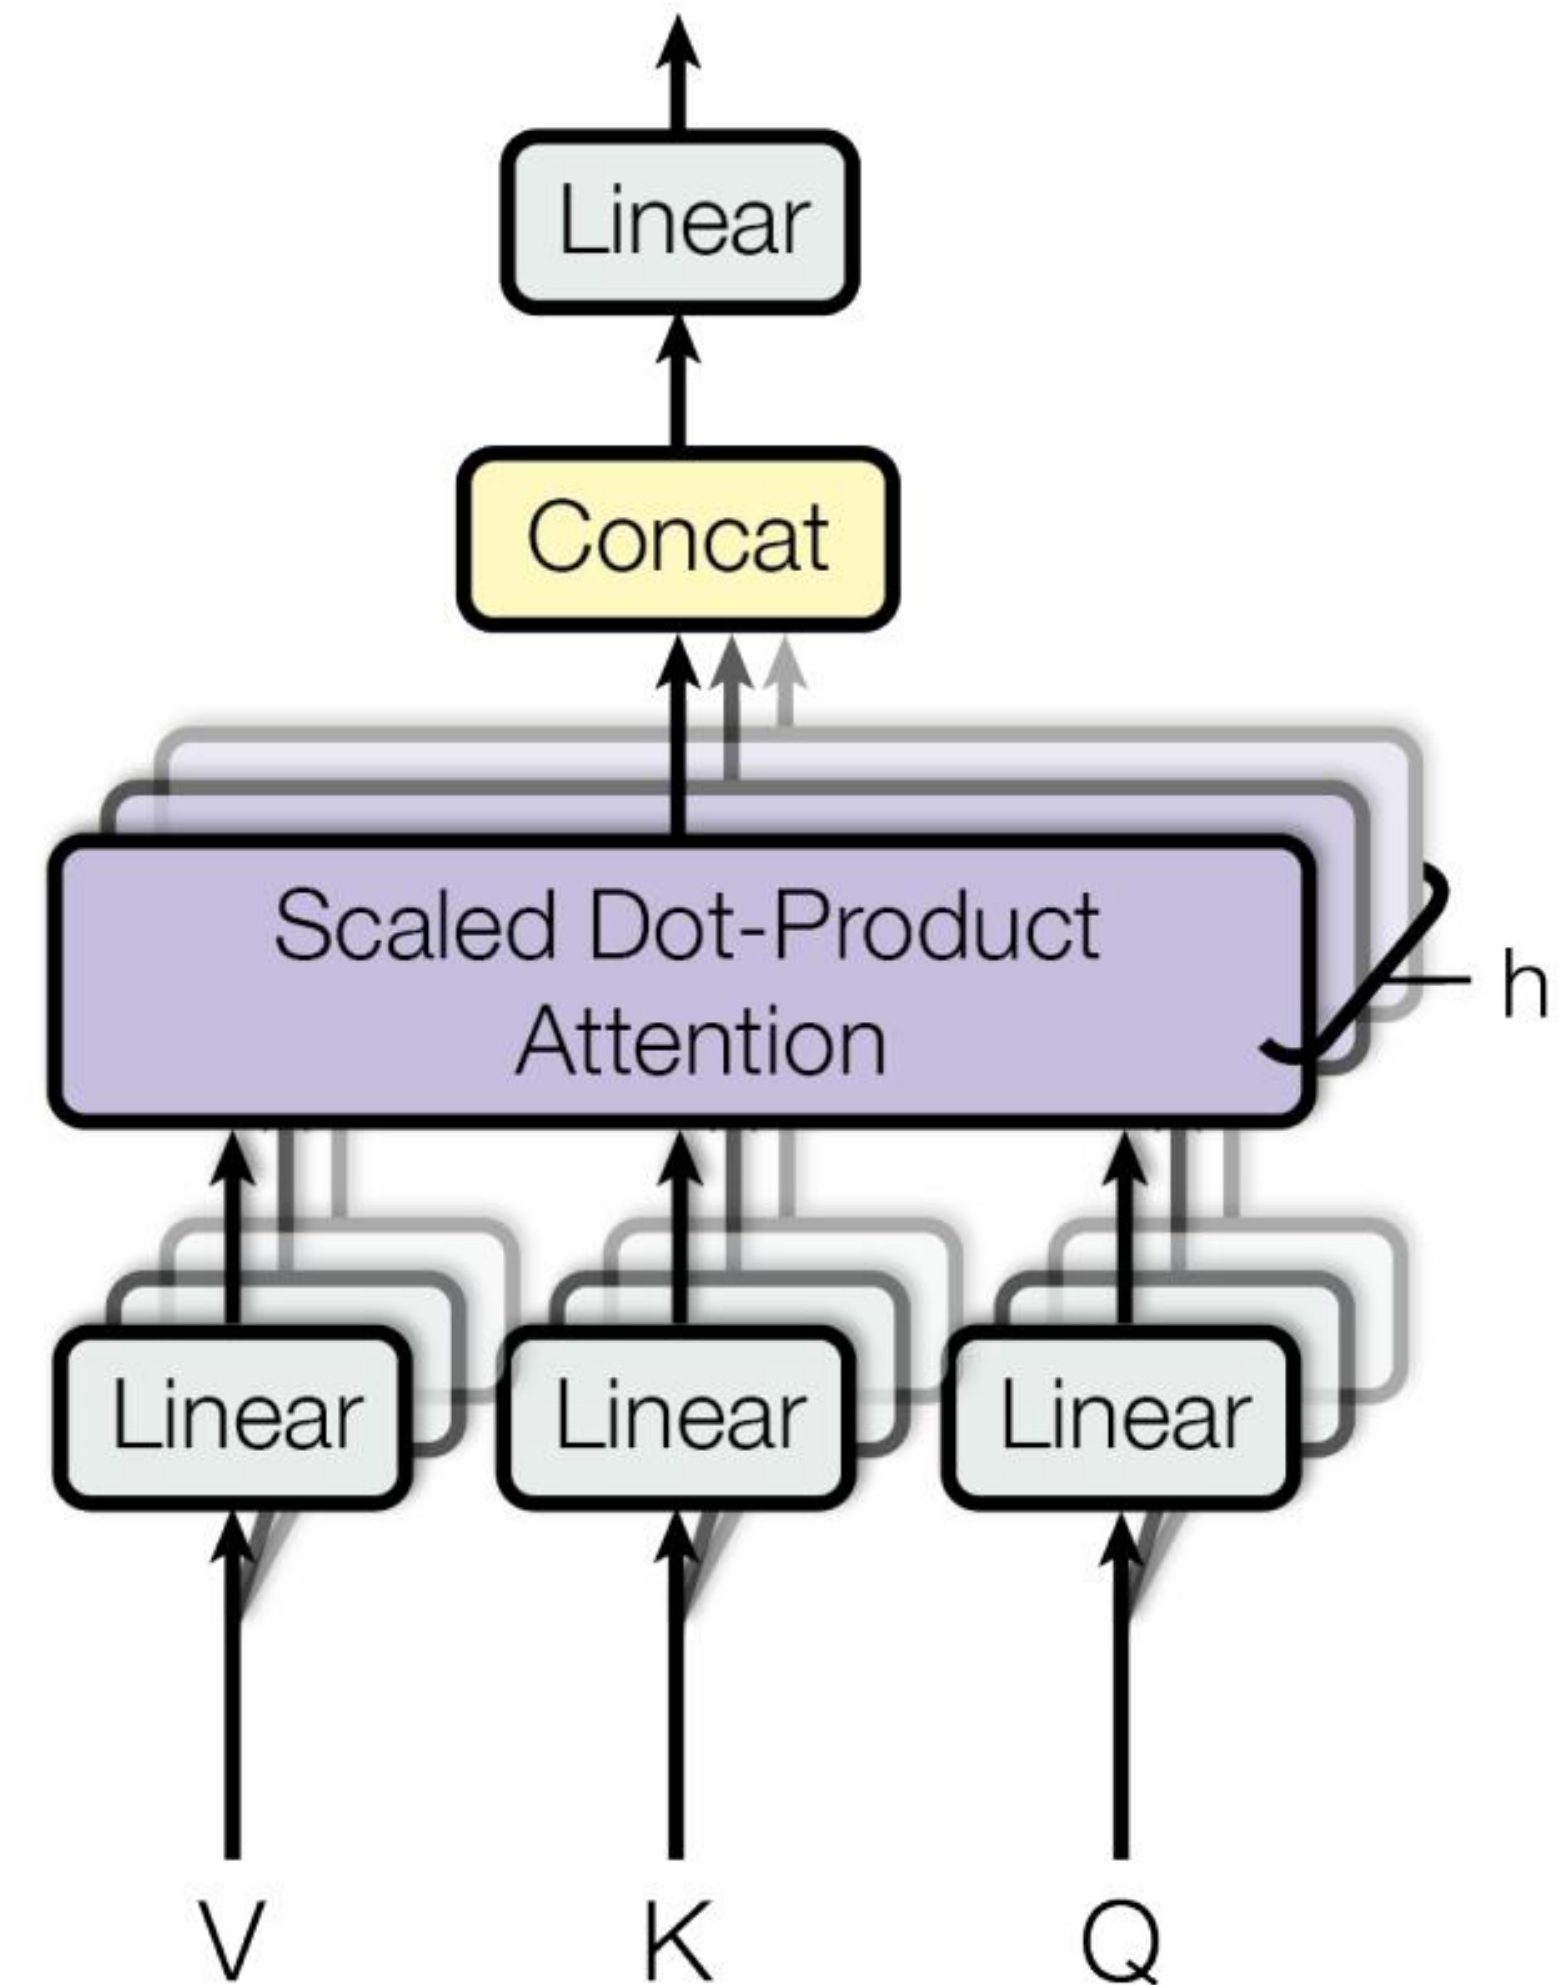 Linear
Concat
Scaled Dot-Product
Attention
h
Linear
Linear
Linear
V
K
Q